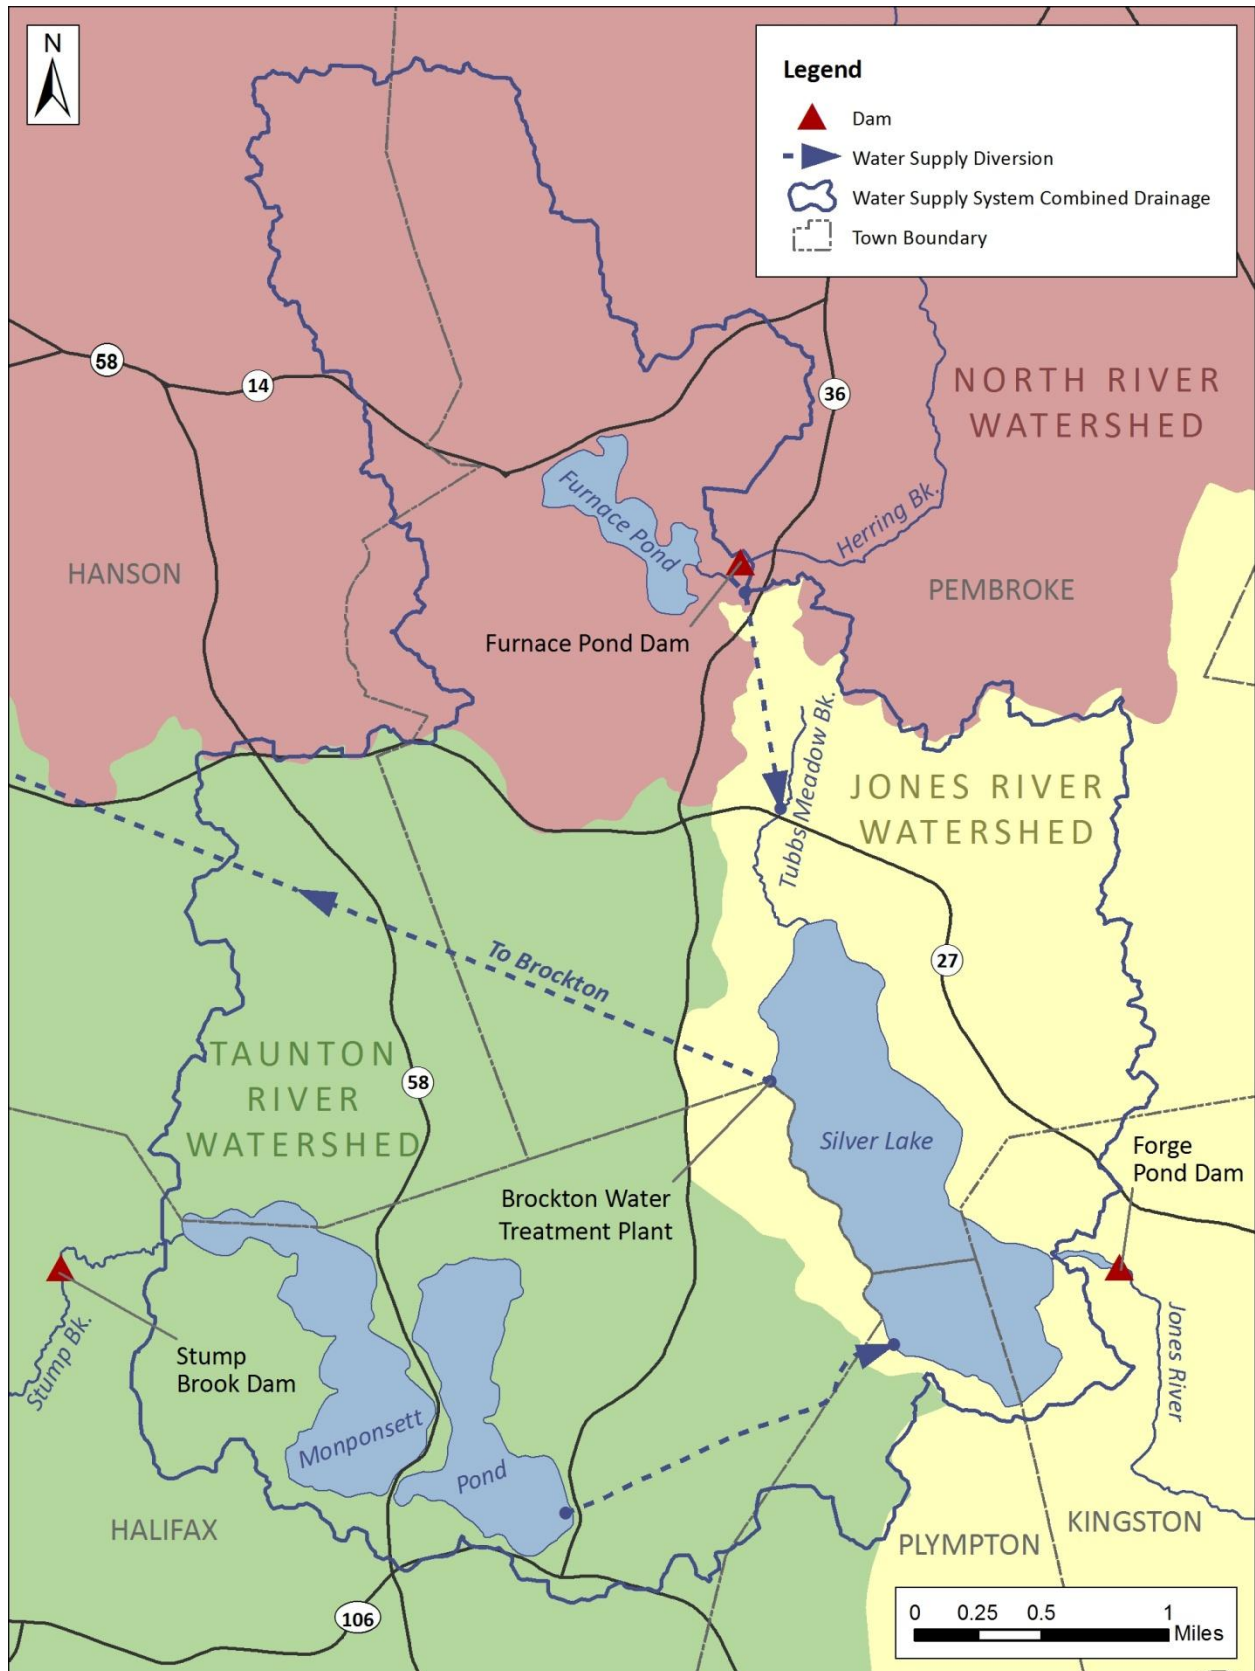 N
Legend
Dam
Water Supply Diversion
Water Supply System Combined Drainage
Town Boundary
58
14
36
NORTH RIVER
WATERSHED
Furnace Pond
Herring Bk.
HANSON
PEMBROKE
Furnace Pond Dam
Tubbs Meadow Bk.
JONES RIVER
WATERSHED
To Brockton
27
TAUNTON
RIVER
WATERSHED
58
Silver Lake
Forge
Pond Dam
Brockton Water
Treatment Plant
Stump Bk.
Stump
Brook Dam
Jones River
Monponsett
Pond
HALIFAX
PLYMPTON
KINGSTON
106
0 0.25 0.5 1
Miles